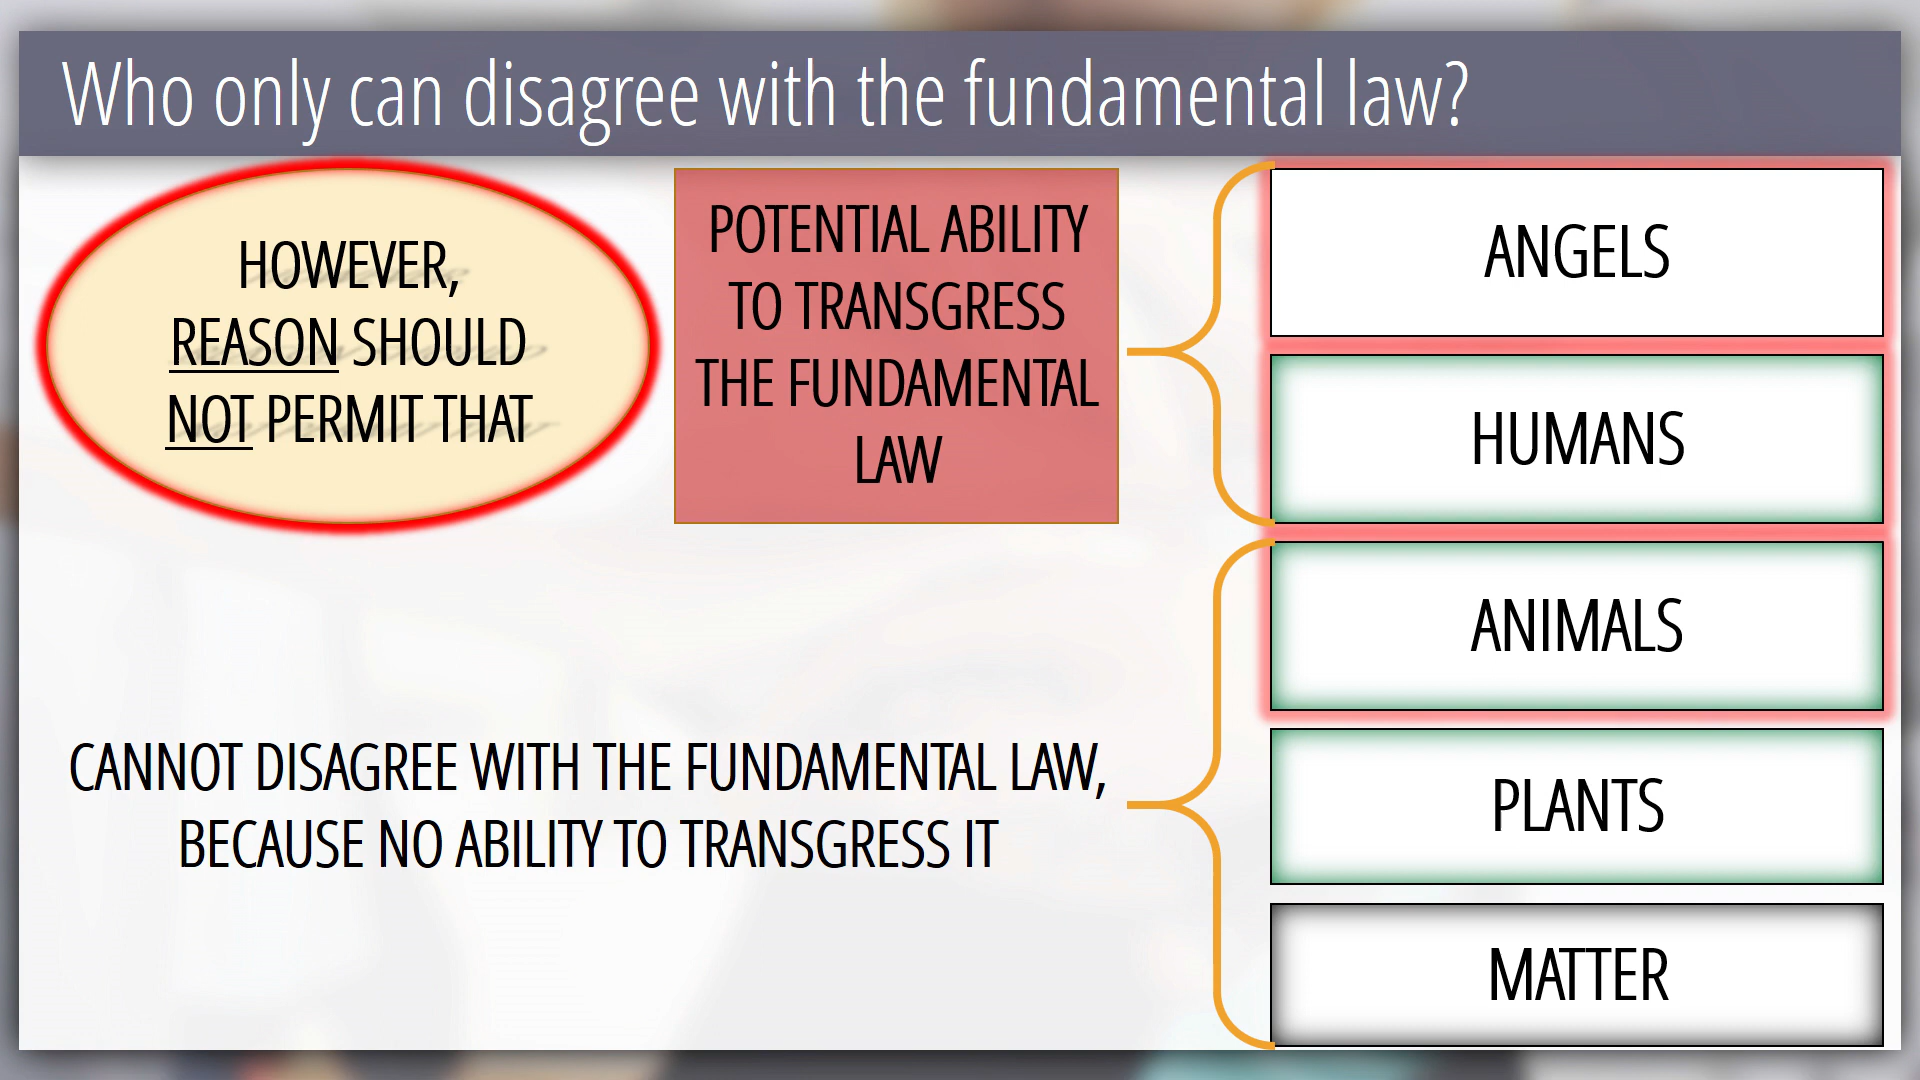 Who only can disagree with the fundamental law?
HOWEVER,
REASON SHOULD
NOT PERMIT THAT
POTENTIAL ABILITY
TO TRANSGRESS
THE FUNDAMENTAL
LAW
ANGELS
HUMANS
ANIMALS
CANNOT DISAGREE WITH THE FUNDAMENTAL LAW,
BECAUSE NO ABILITY TO TRANSGRESS IT
PLANTS
MATTER